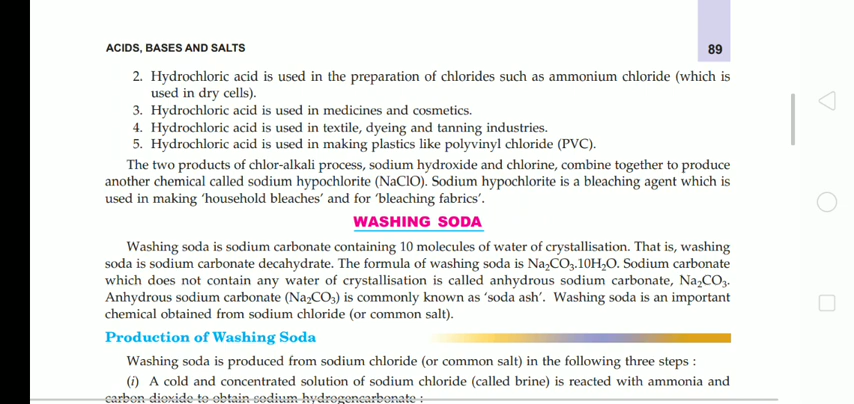 ACIDS, BASES AND SALTS 89
2. Hydrochloric acid is used in the preparation of chlorides such as ammonium chloride (which is
used in dry cells).
3. Hydrochloric acid is used in medicines and cosmetics.
4. Hydrochloric acid is used in textile, dyeing and tanning industries.
5. Hydrochloric acid is used in making plastics like polyvinyl chloride (PVC).
The two products of chlor-alkali process, sodium hydroxide and chlorine, combine together to produce
another chemical called sodium hypochlorite (NaClO). Sodium hypochlorite is a bleaching agent which is
used in making ‘household bleaches’ and for ‘bleaching fabrics’.
WASHING SODA
Washing soda is sodium carbonate containing 10 molecules of water of crystallisation. That is, washing
soda is sodium carbonate decahydrate. The formula of washing soda is Na₂CO₃.10H₂O. Sodium carbonate
which does not contain any water of crystallisation is called anhydrous sodium carbonate, Na₂CO₃.
Anhydrous sodium carbonate (Na₂CO₃) is commonly known as ‘soda ash’. Washing soda is an important
chemical obtained from sodium chloride (or common salt).
Production of Washing Soda
Washing soda is produced from sodium chloride (or common salt) in the following three steps :
(i) A cold and concentrated solution of sodium chloride (called brine) is reacted with ammonia and
carbon dioxide to obtain sodium hydrogencarbonate :